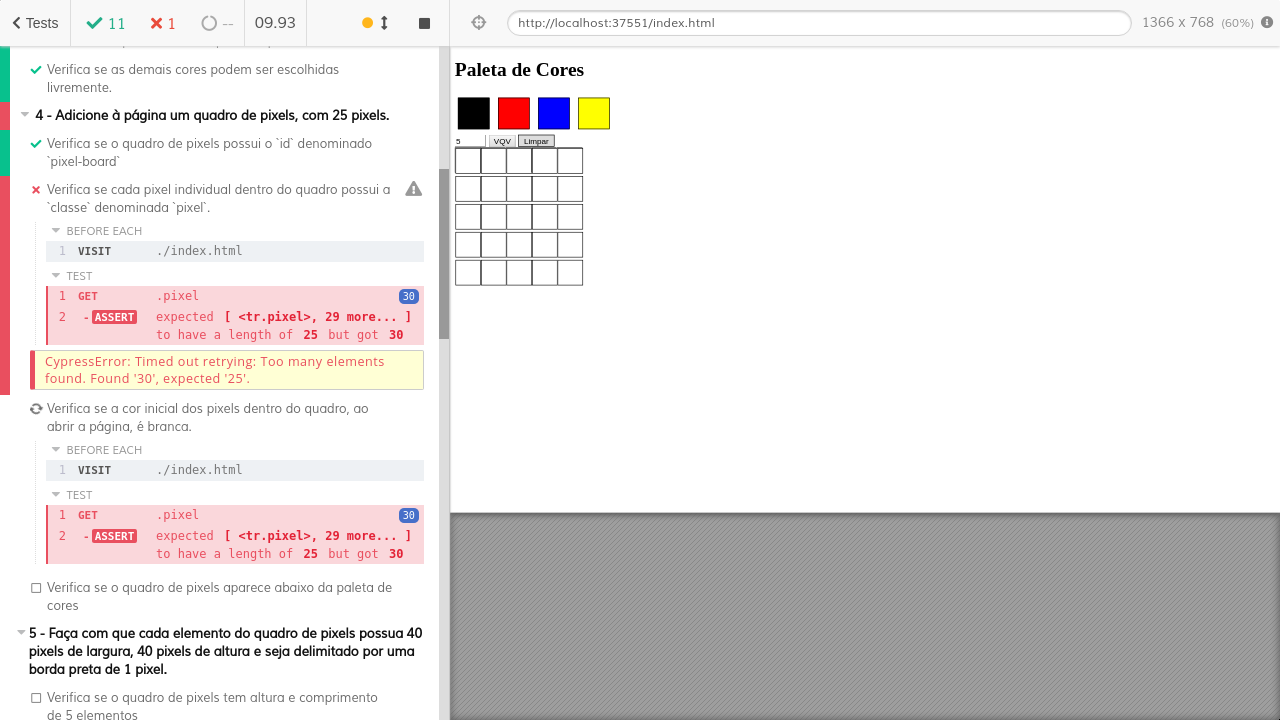 Tests
11
1
--
09.93
http://localhost:37551/index.html
1366 x 768 (60%)
Verifica se as demais cores podem ser escolhidas
livremente.
4 - Adicione à página um quadro de pixels, com 25 pixels.
Verifica se o quadro de pixels possui o `id` denominado
`pixel-board`
Verifica se cada pixel individual dentro do quadro possui a
`classe` denominada `pixel`.
BEFORE EACH
1 VISIT ./index.html
TEST
1 GET .pixel 30
2 -ASSERT expected [ <tr.pixel>, 29 more... ]
to have a length of 25 but got 30
CypressError: Timed out retrying: Too many elements
found. Found '30', expected '25'.
Verifica se a cor inicial dos pixels dentro do quadro, ao
abrir a página, é branca.
BEFORE EACH
1 VISIT ./index.html
TEST
1 GET .pixel 30
2 -ASSERT expected [ <tr.pixel>, 29 more... ]
to have a length of 25 but got 30
Verifica se o quadro de pixels aparece abaixo da paleta de
cores
5 - Faça com que cada elemento do quadro de pixels possua 40
pixels de largura, 40 pixels de altura e seja delimitado por uma
borda preta de 1 pixel.
Verifica se o quadro de pixels tem altura e comprimento
de 5 elementos
Paleta de Cores
5 VQV Limpar